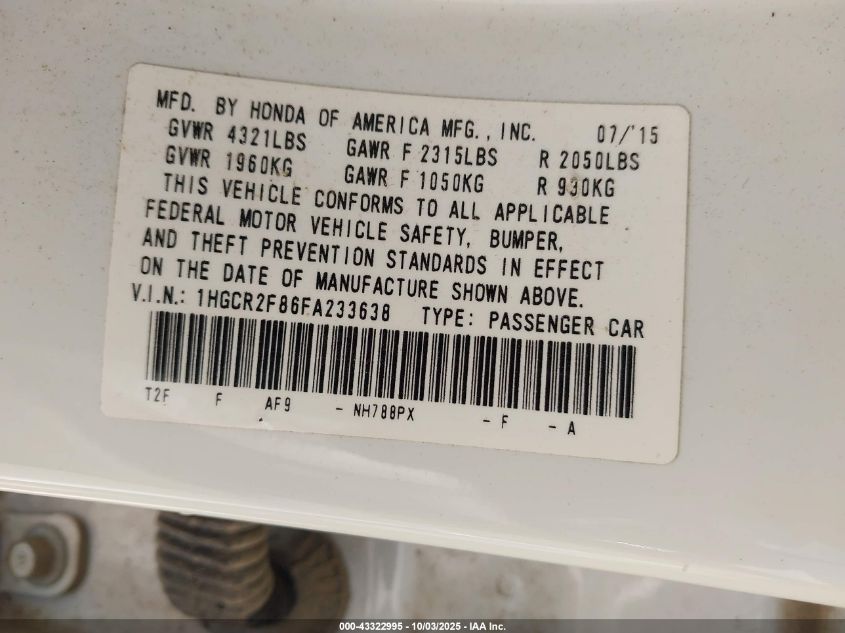 MFD. BY HONDA OF AMERICA MFG., INC. 07/'15
GVWR 4321LBS GAWR F 2315LBS R 2050LBS
GVWR 1960KG GAWR F 1050KG R 930KG
THIS VEHICLE CONFORMS TO ALL APPLICABLE
FEDERAL MOTOR VEHICLE SAFETY, BUMPER,
AND THEFT PREVENTION STANDARDS IN EFFECT
ON THE DATE OF MANUFACTURE SHOWN ABOVE.
V.I.N.: 1HGCR2F86FA233638 TYPE: PASSENGER CAR
T2F F AF9 - NH788PX - F - A
000-43322995 - 10/03/2025 - IAA Inc.